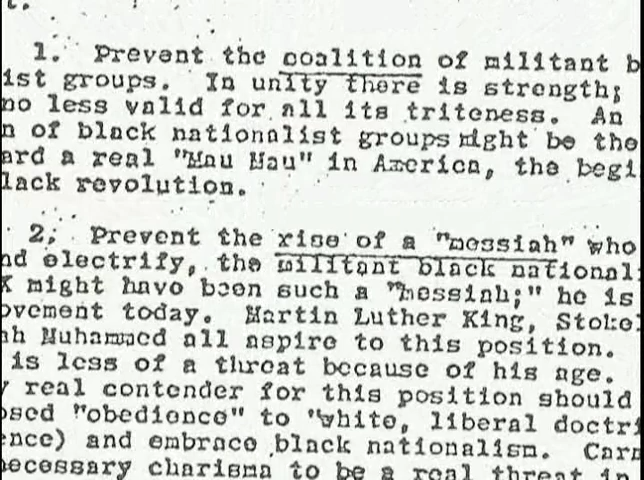 1. Prevent the coalition of militant b
ist groups. In unity there is strength;
no less valid for all its triteness. An
n of black nationalist groups might be the
ard a real "Mau Mau" in America, the begi
lack revolution.
2. Prevent the rise of a "messiah" who
nd electrify, the militant black national
X might have been such a "messiah;" he is
ovement today. Martin Luther King, Stoke
ah Muhammed all aspire to this position.
is less of a threat because of his age.
y real contender for this position should
osed "obedience" to "white, liberal doctri
ence) and embrace black nationalism. Carm
necessary charisma to be a real threat in